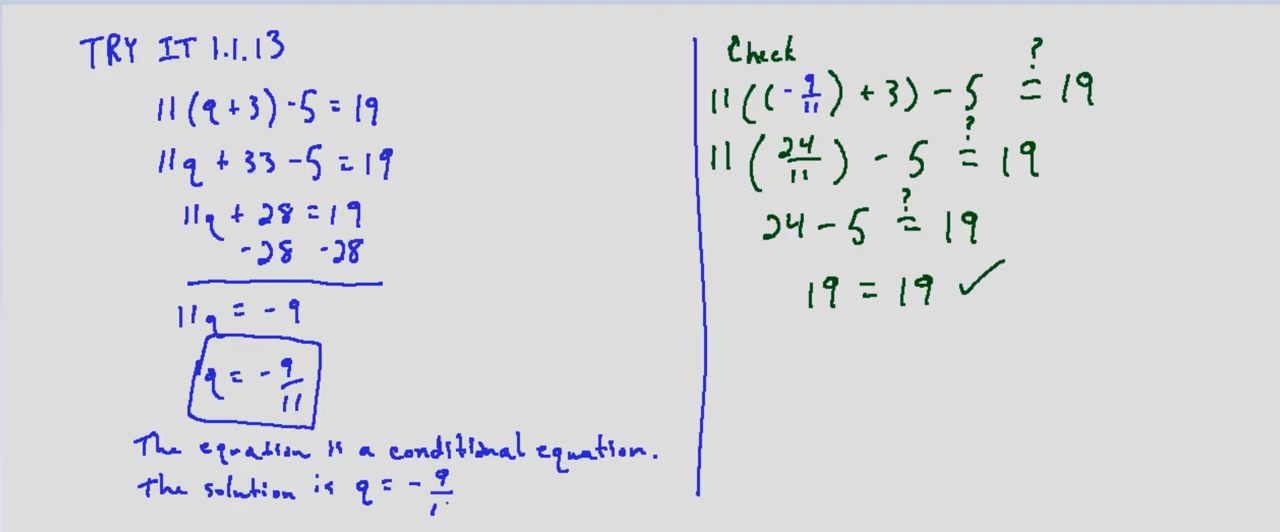 TRY IT 1.1.13
11(q + 3) - 5 = 19
11q + 33 - 5 = 19
11q + 28 = 19
-28 -28
11q = -9
q = -9/11
The equation is a conditional equation.
The solution is q = -9/1
Check
11((-9/11) + 3) - 5 ?= 19
11(24/11) - 5 ?= 19
24 - 5 ?= 19
19 = 19 ✓